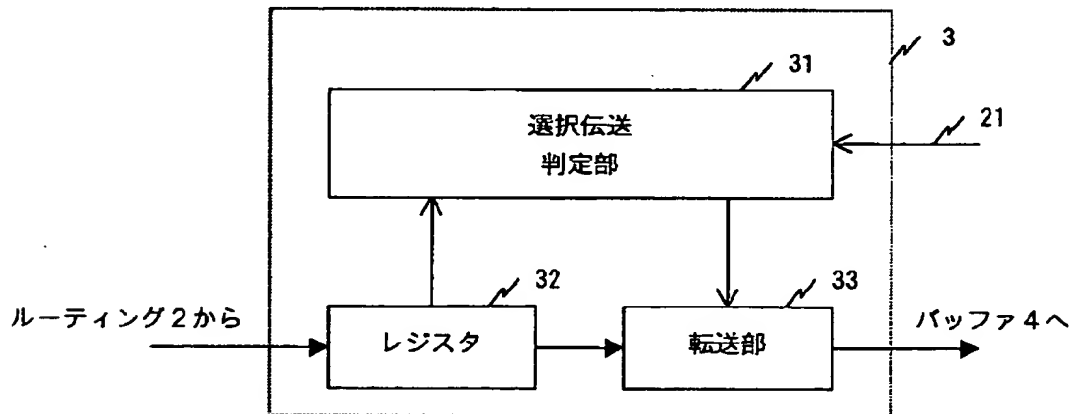 3
31
選択伝送
判定部
21
32
33
ルーティング2から
レジスタ
転送部
バッファ4へ